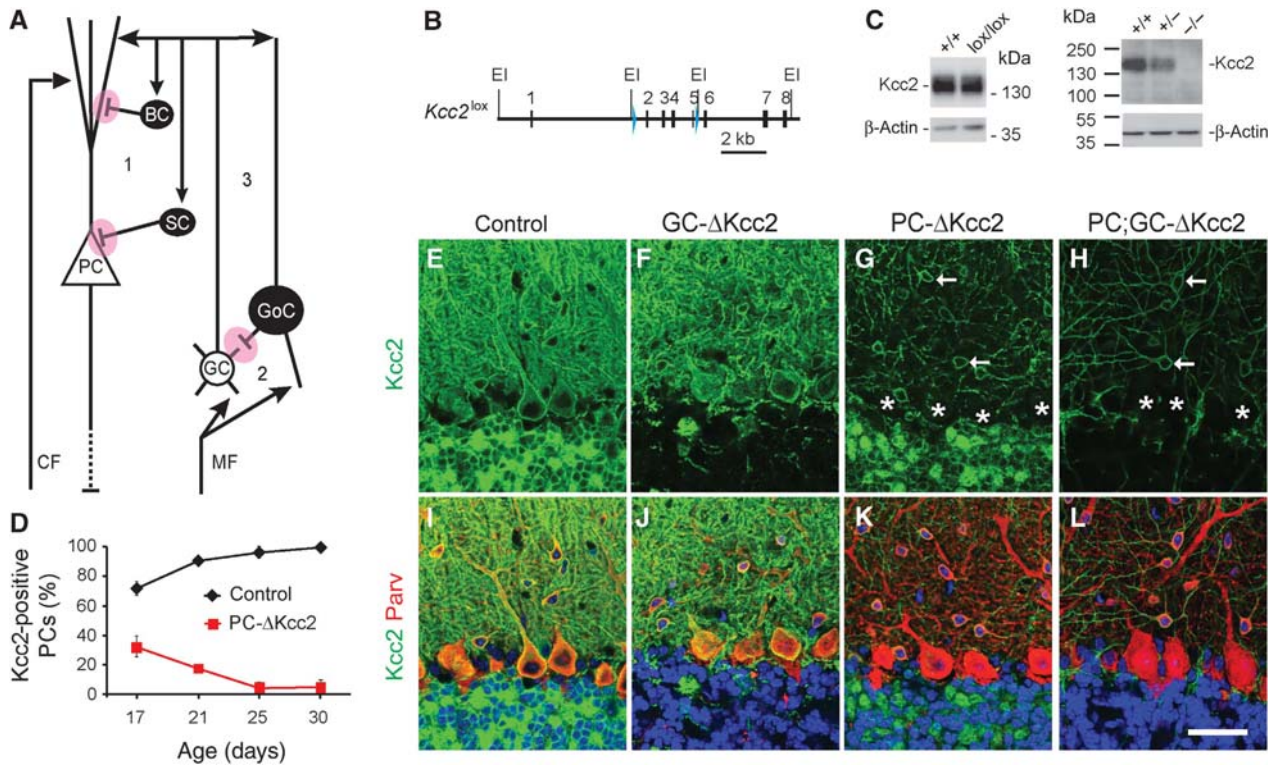 A
BC
1
3
SC
PC
GoC
GC
2
CF
MF
B
EI EI EI EI
Kcc2lox
1 2 34 5 6 7 8
2 kb
C
+/+ lox/lox kDa
Kcc2 - - 130
β-Actin - - 35
kDa +/+ +/– –/–
250
130
100
55
35
-Kcc2
-β-Actin
D
Kcc2-positive
PCs (%)
100
80
60
40
20
0
Control
PC-ΔKcc2
17 21 25 30
Age (days)
Control GC-ΔKcc2 PC-ΔKcc2 PC;GC-ΔKcc2
Kcc2
E F G H
* * * * * * *
Kcc2 Parv
I J K L